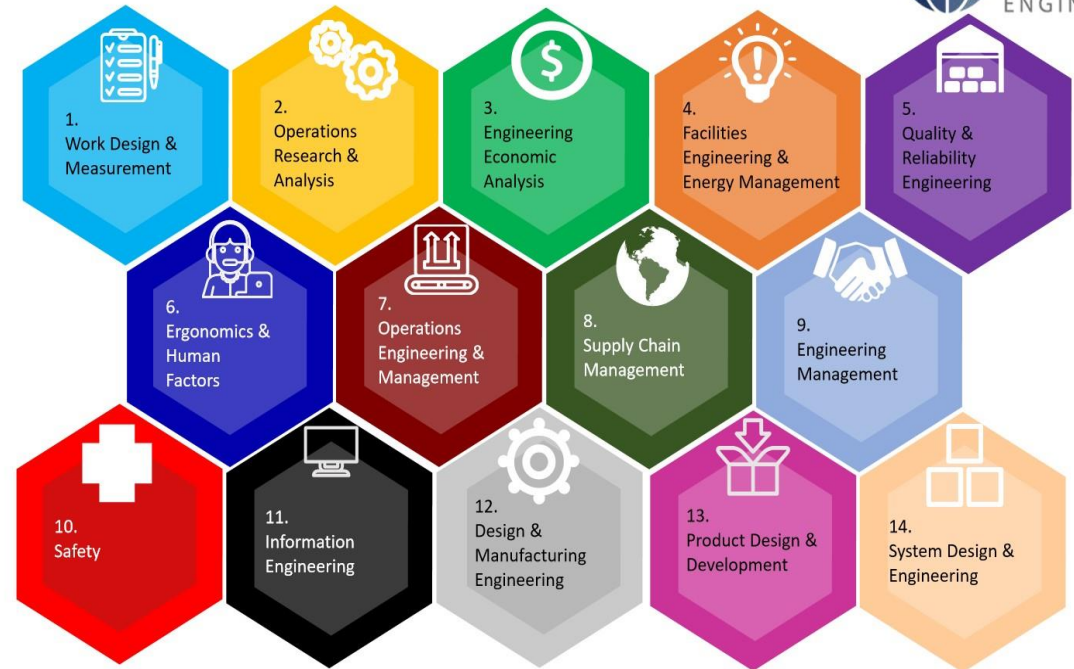 1.
Work Design &
Measurement
2.
Operations
Research &
Analysis
$
3.
Engineering
Economic
Analysis
4.
Facilities
Engineering &
Energy Management
5.
Quality &
Reliability
Engineering
6.
Ergonomics &
Human
Factors
7.
Operations
Engineering &
Management
8.
Supply Chain
Management
9.
Engineering
Management
10.
Safety
11.
Information
Engineering
12.
Design &
Manufacturing
Engineering
13.
Product Design &
Development
14.
System Design &
Engineering